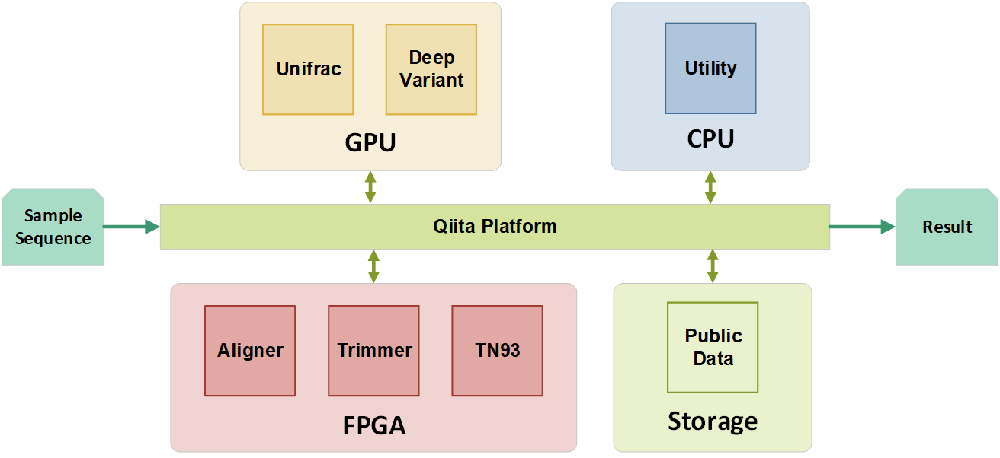 Unifrac
Deep
Variant
GPU
Utility
CPU
Sample
Sequence
Qiita Platform
Result
Aligner
Trimmer
TN93
FPGA
Public
Data
Storage